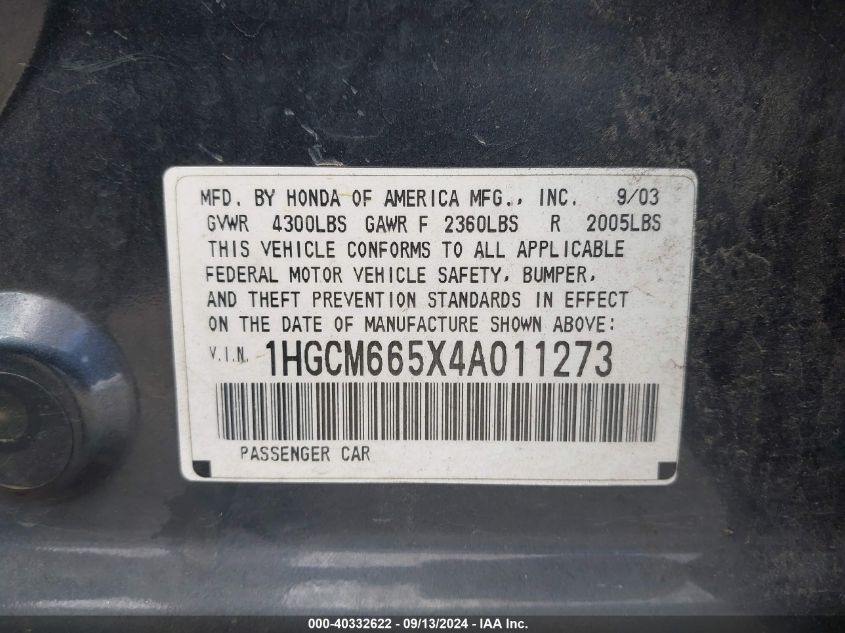 MFD. BY HONDA OF AMERICA MFG., INC. 9/03
GVWR 4300LBS GAWR F 2360LBS R 2005LBS
THIS VEHICLE CONFORMS TO ALL APPLICABLE
FEDERAL MOTOR VEHICLE SAFETY, BUMPER,
AND THEFT PREVENTION STANDARDS IN EFFECT
ON THE DATE OF MANUFACTURE SHOWN ABOVE:
V.I.N. 1HGCM665X4A011273
PASSENGER CAR
000-40332622 - 09/13/2024 - © IAA, Inc.